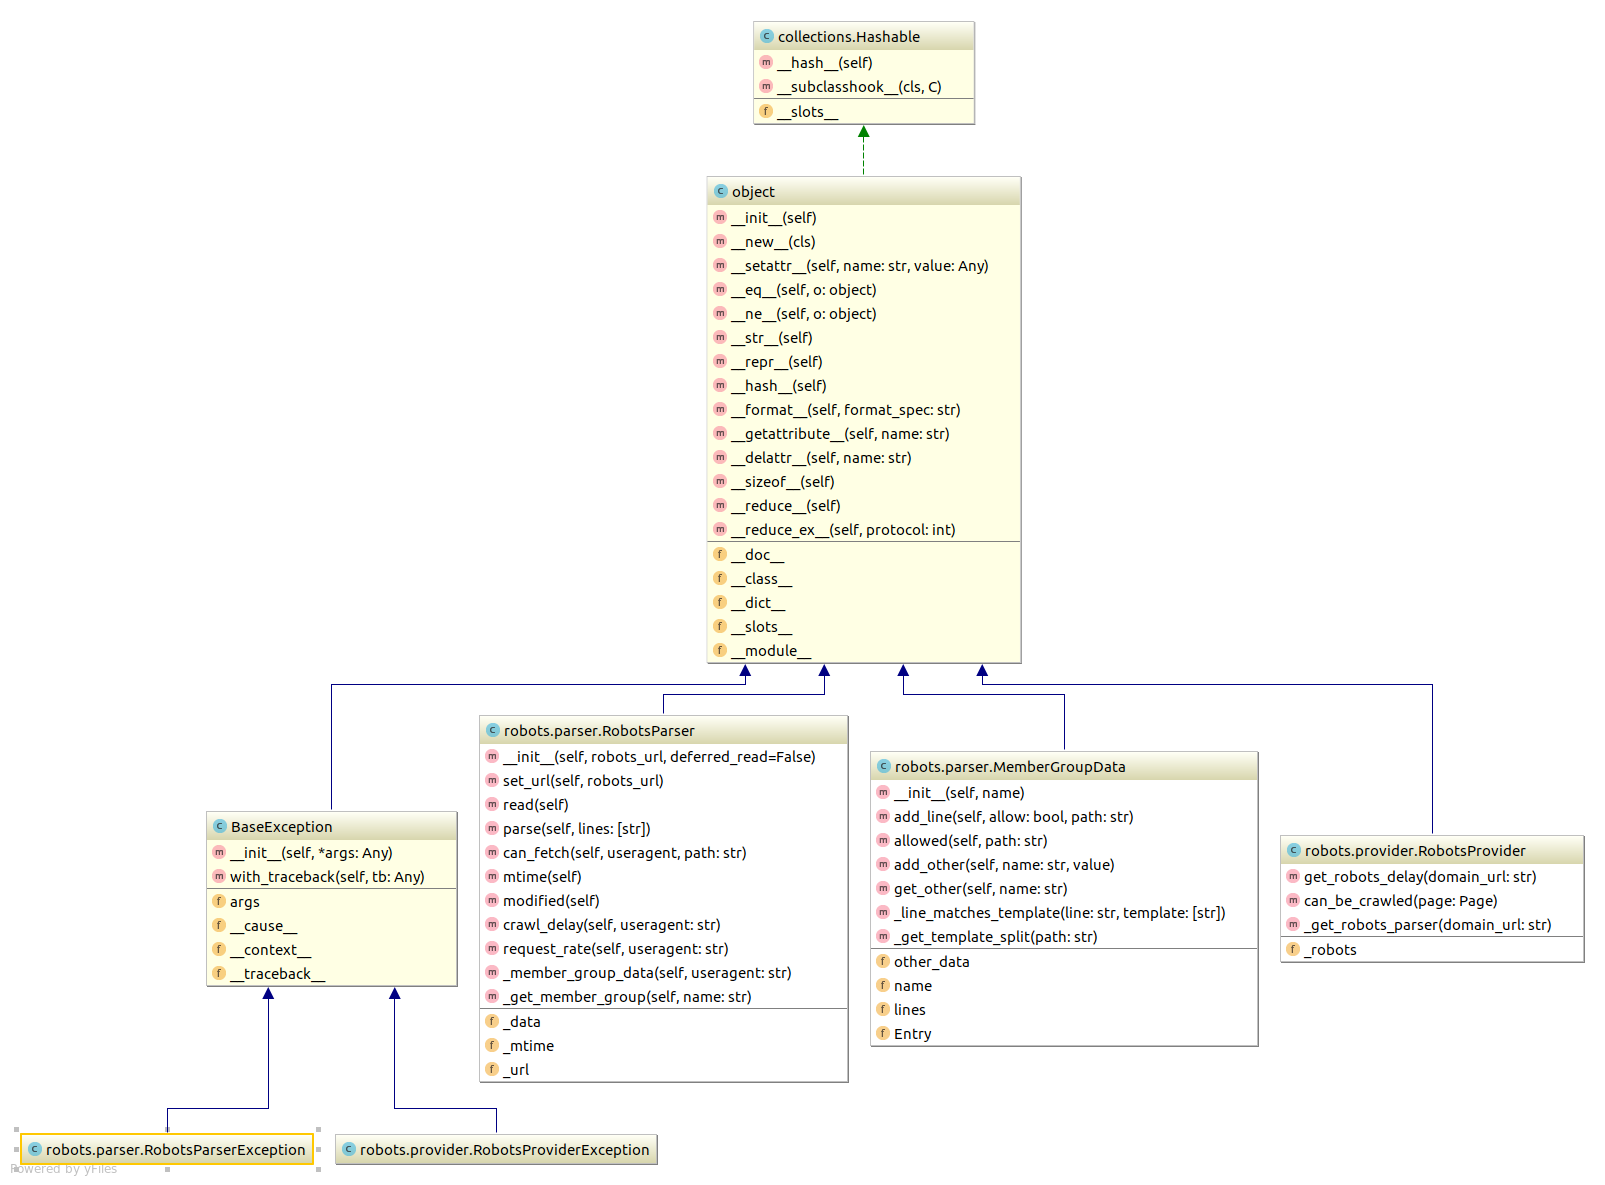 collections.Hashable
__hash__(self)
__subclasshook__(cls, C)
__slots__
object
__init__(self)
__new__(cls)
__setattr__(self, name: str, value: Any)
__eq__(self, o: object)
__ne__(self, o: object)
__str__(self)
__repr__(self)
__hash__(self)
__format__(self, format_spec: str)
__getattribute__(self, name: str)
__delattr__(self, name: str)
__sizeof__(self)
__reduce__(self)
__reduce_ex__(self, protocol: int)
__doc__
__class__
__dict__
__slots__
__module__
BaseException
__init__(self, *args: Any)
with_traceback(self, tb: Any)
args
__cause__
__context__
__traceback__
robots.parser.RobotsParser
__init__(self, robots_url, deferred_read=False)
set_url(self, robots_url)
read(self)
parse(self, lines: [str])
can_fetch(self, useragent, path: str)
mtime(self)
modified(self)
crawl_delay(self, useragent: str)
request_rate(self, useragent: str)
_member_group_data(self, useragent: str)
_get_member_group(self, name: str)
_data
_mtime
_url
robots.parser.MemberGroupData
__init__(self, name)
add_line(self, allow: bool, path: str)
allowed(self, path: str)
add_other(self, name: str, value)
get_other(self, name: str)
_line_matches_template(line: str, template: [str])
_get_template_split(path: str)
other_data
name
lines
Entry
robots.provider.RobotsProvider
get_robots_delay(domain_url: str)
can_be_crawled(page: Page)
_get_robots_parser(domain_url: str)
_robots
robots.parser.RobotsParserException
robots.provider.RobotsProviderException
Powered by yFiles